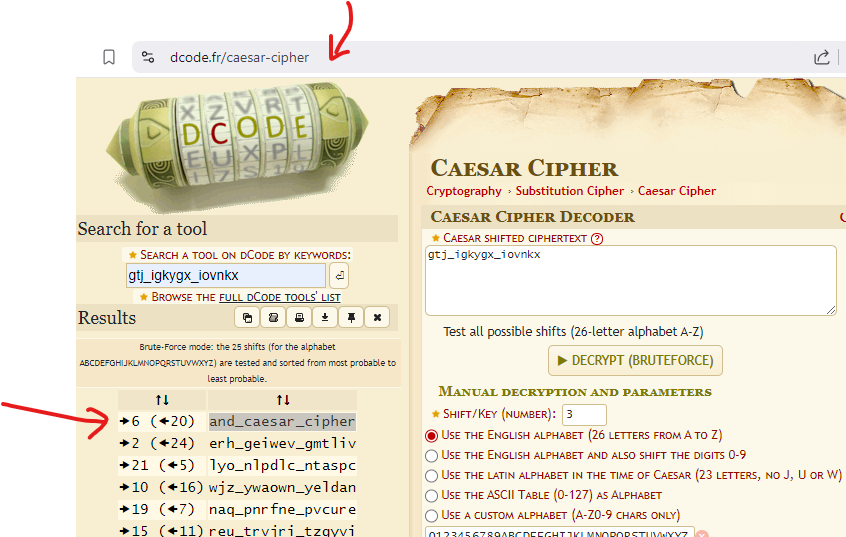 dcode.fr/caesar-cipher
DCODE
Search for a tool
★ Search a tool on dCode by keywords:
gtj_igkygx_iovnkx
★ Browse the full dCode tools' list
Results
Brute-Force mode: the 25 shifts (for the alphabet
ABCDEFGHIJKLMNOPQRSTUVWXYZ) are tested and sorted from most probable to
least probable.
↑↓ ↑↓
➔6 (←20) and_caesar_cipher
➔2 (←24) erh_geiwev_gmtliv
➔21 (←5) lyo_nlpdlc_ntaspc
➔10 (←16) wjz_ywaown_yeldan
➔19 (←7) naq_pnrfne_pvcure
➔15 (←11) reu_trvjri_tzgyvi
Caesar Cipher
Cryptography › Substitution Cipher › Caesar Cipher
Caesar Cipher Decoder
★ Caesar shifted ciphertext ?
gtj_igkygx_iovnkx
Test all possible shifts (26-letter alphabet A-Z)
▶ DECRYPT (BRUTEFORCE)
Manual decryption and parameters
★ Shift/Key (number): 3
Use the English alphabet (26 letters from A to Z)
Use the English alphabet and also shift the digits 0-9
Use the latin alphabet in the time of Caesar (23 letters, no J, U or W)
Use the ASCII Table (0-127) as Alphabet
Use a custom alphabet (A-Z0-9 chars only)
0123456789ABCDEFGHIJKLMNOPQRSTUVWXYZ